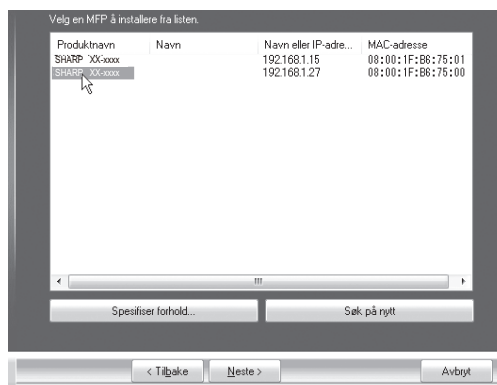 Velg en MFP å installere fra listen.
Produktnavn Navn Navn eller IP-adre... MAC-adresse
SHARP XX-xxxx 192.168.1.15 08:00:1F:B6:75:01
SHARP XX-xxxx 192.168.1.27 08:00:1F:B6:75:00
Spesifiser forhold... Søk på nytt
< Tilbake Neste > Avbryt